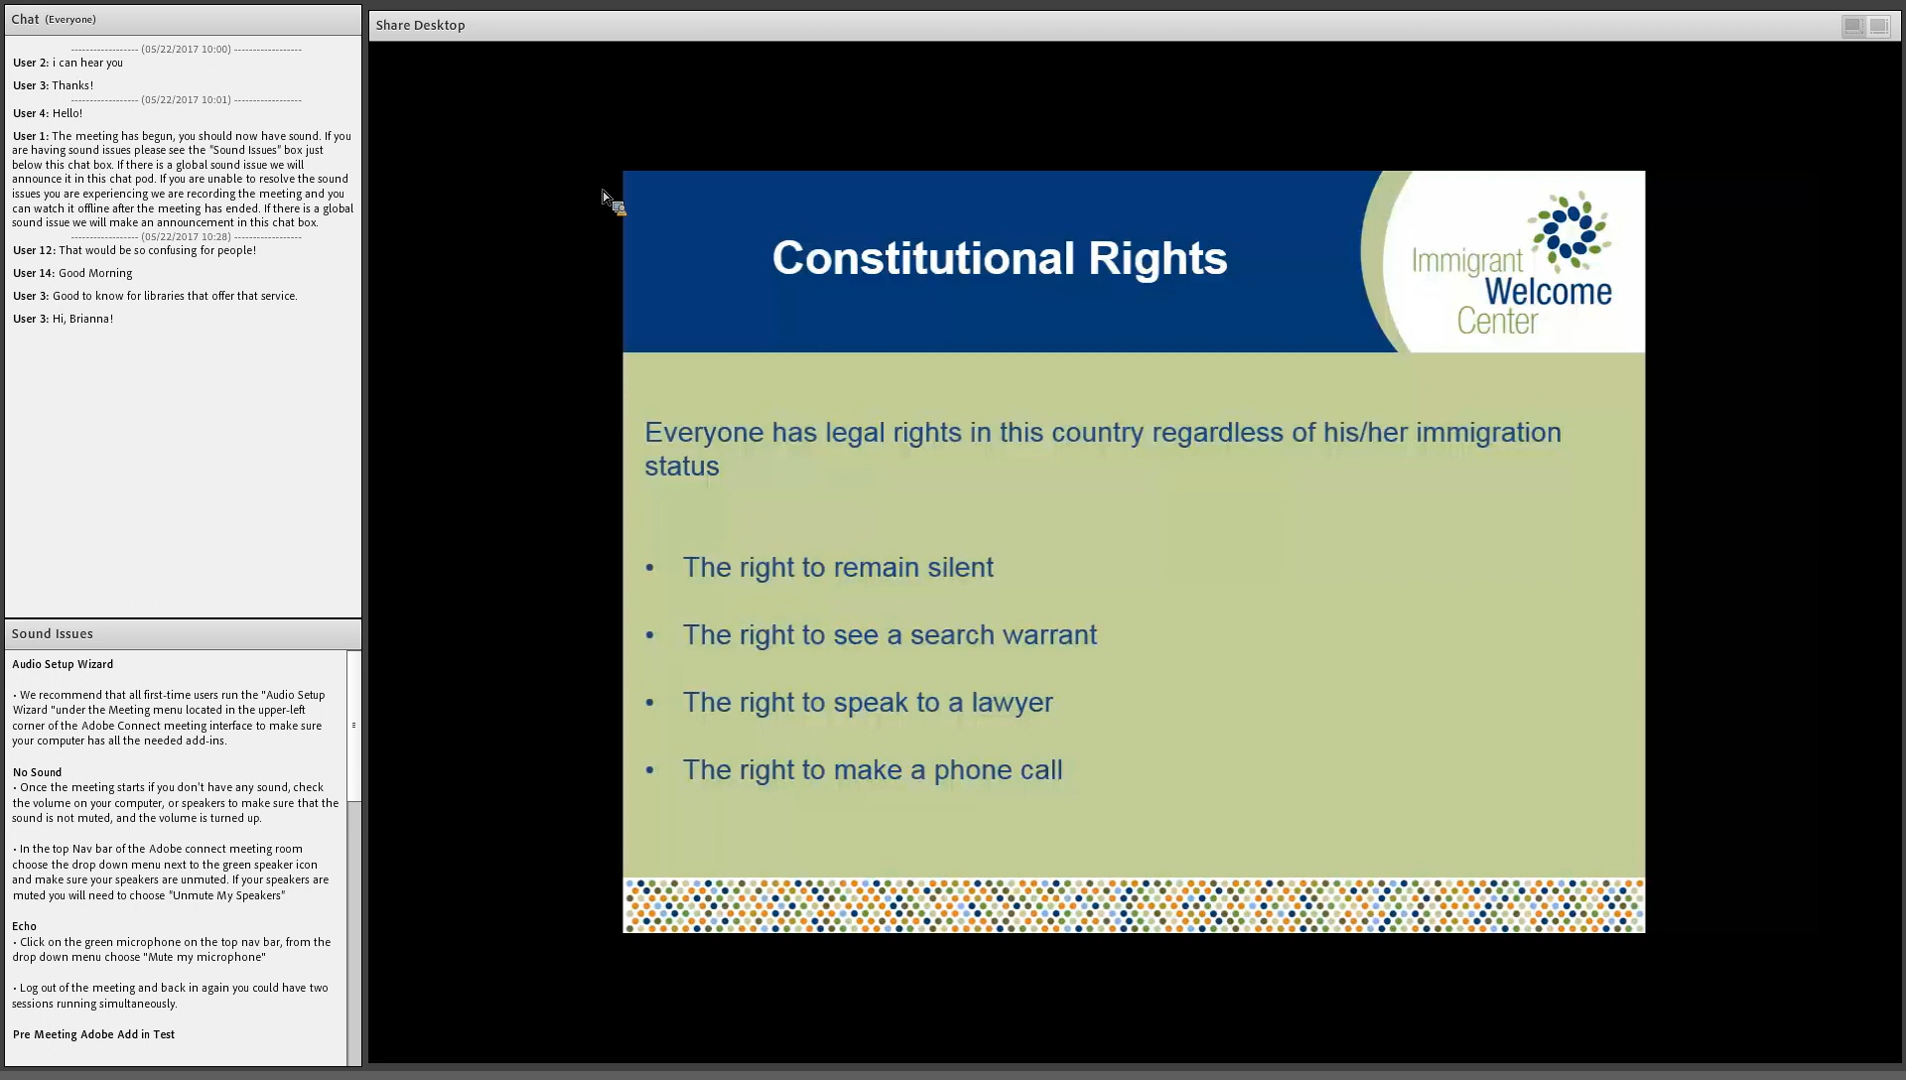 Chat (Everyone)
------------------ (05/22/2017 10:00) ------------------
User 2: i can hear you
User 3: Thanks!
------------------ (05/22/2017 10:01) ------------------
User 4: Hello!
User 1: The meeting has begun, you should now have sound. If you
are having sound issues please see the "Sound Issues" box just
below this chat box. If there is a global sound issue we will
announce it in this chat pod. If you are unable to resolve the sound
issues you are experiencing we are recording the meeting and you
can watch it offline after the meeting has ended. If there is a global
sound issue we will make an announcement in this chat box.
------------------ (05/22/2017 10:28) ------------------
User 12: That would be so confusing for people!
User 14: Good Morning
User 3: Good to know for libraries that offer that service.
User 3: Hi, Brianna!
Sound Issues
Audio Setup Wizard
• We recommend that all first-time users run the "Audio Setup
Wizard "under the Meeting menu located in the upper-left
corner of the Adobe Connect meeting interface to make sure
your computer has all the needed add-ins.
No Sound
• Once the meeting starts if you don't have any sound, check
the volume on your computer, or speakers to make sure that the
sound is not muted, and the volume is turned up.
• In the top Nav bar of the Adobe connect meeting room
choose the drop down menu next to the green speaker icon
and make sure your speakers are unmuted. If your speakers are
muted you will need to choose "Unmute My Speakers"
Echo
• Click on the green microphone on the top nav bar, from the
drop down menu choose "Mute my microphone"
• Log out of the meeting and back in again you could have two
sessions running simultaneously.
Pre Meeting Adobe Add in Test
Share Desktop
Constitutional Rights
Immigrant
Welcome
Center
Everyone has legal rights in this country regardless of his/her immigration
status
• The right to remain silent
• The right to see a search warrant
• The right to speak to a lawyer
• The right to make a phone call